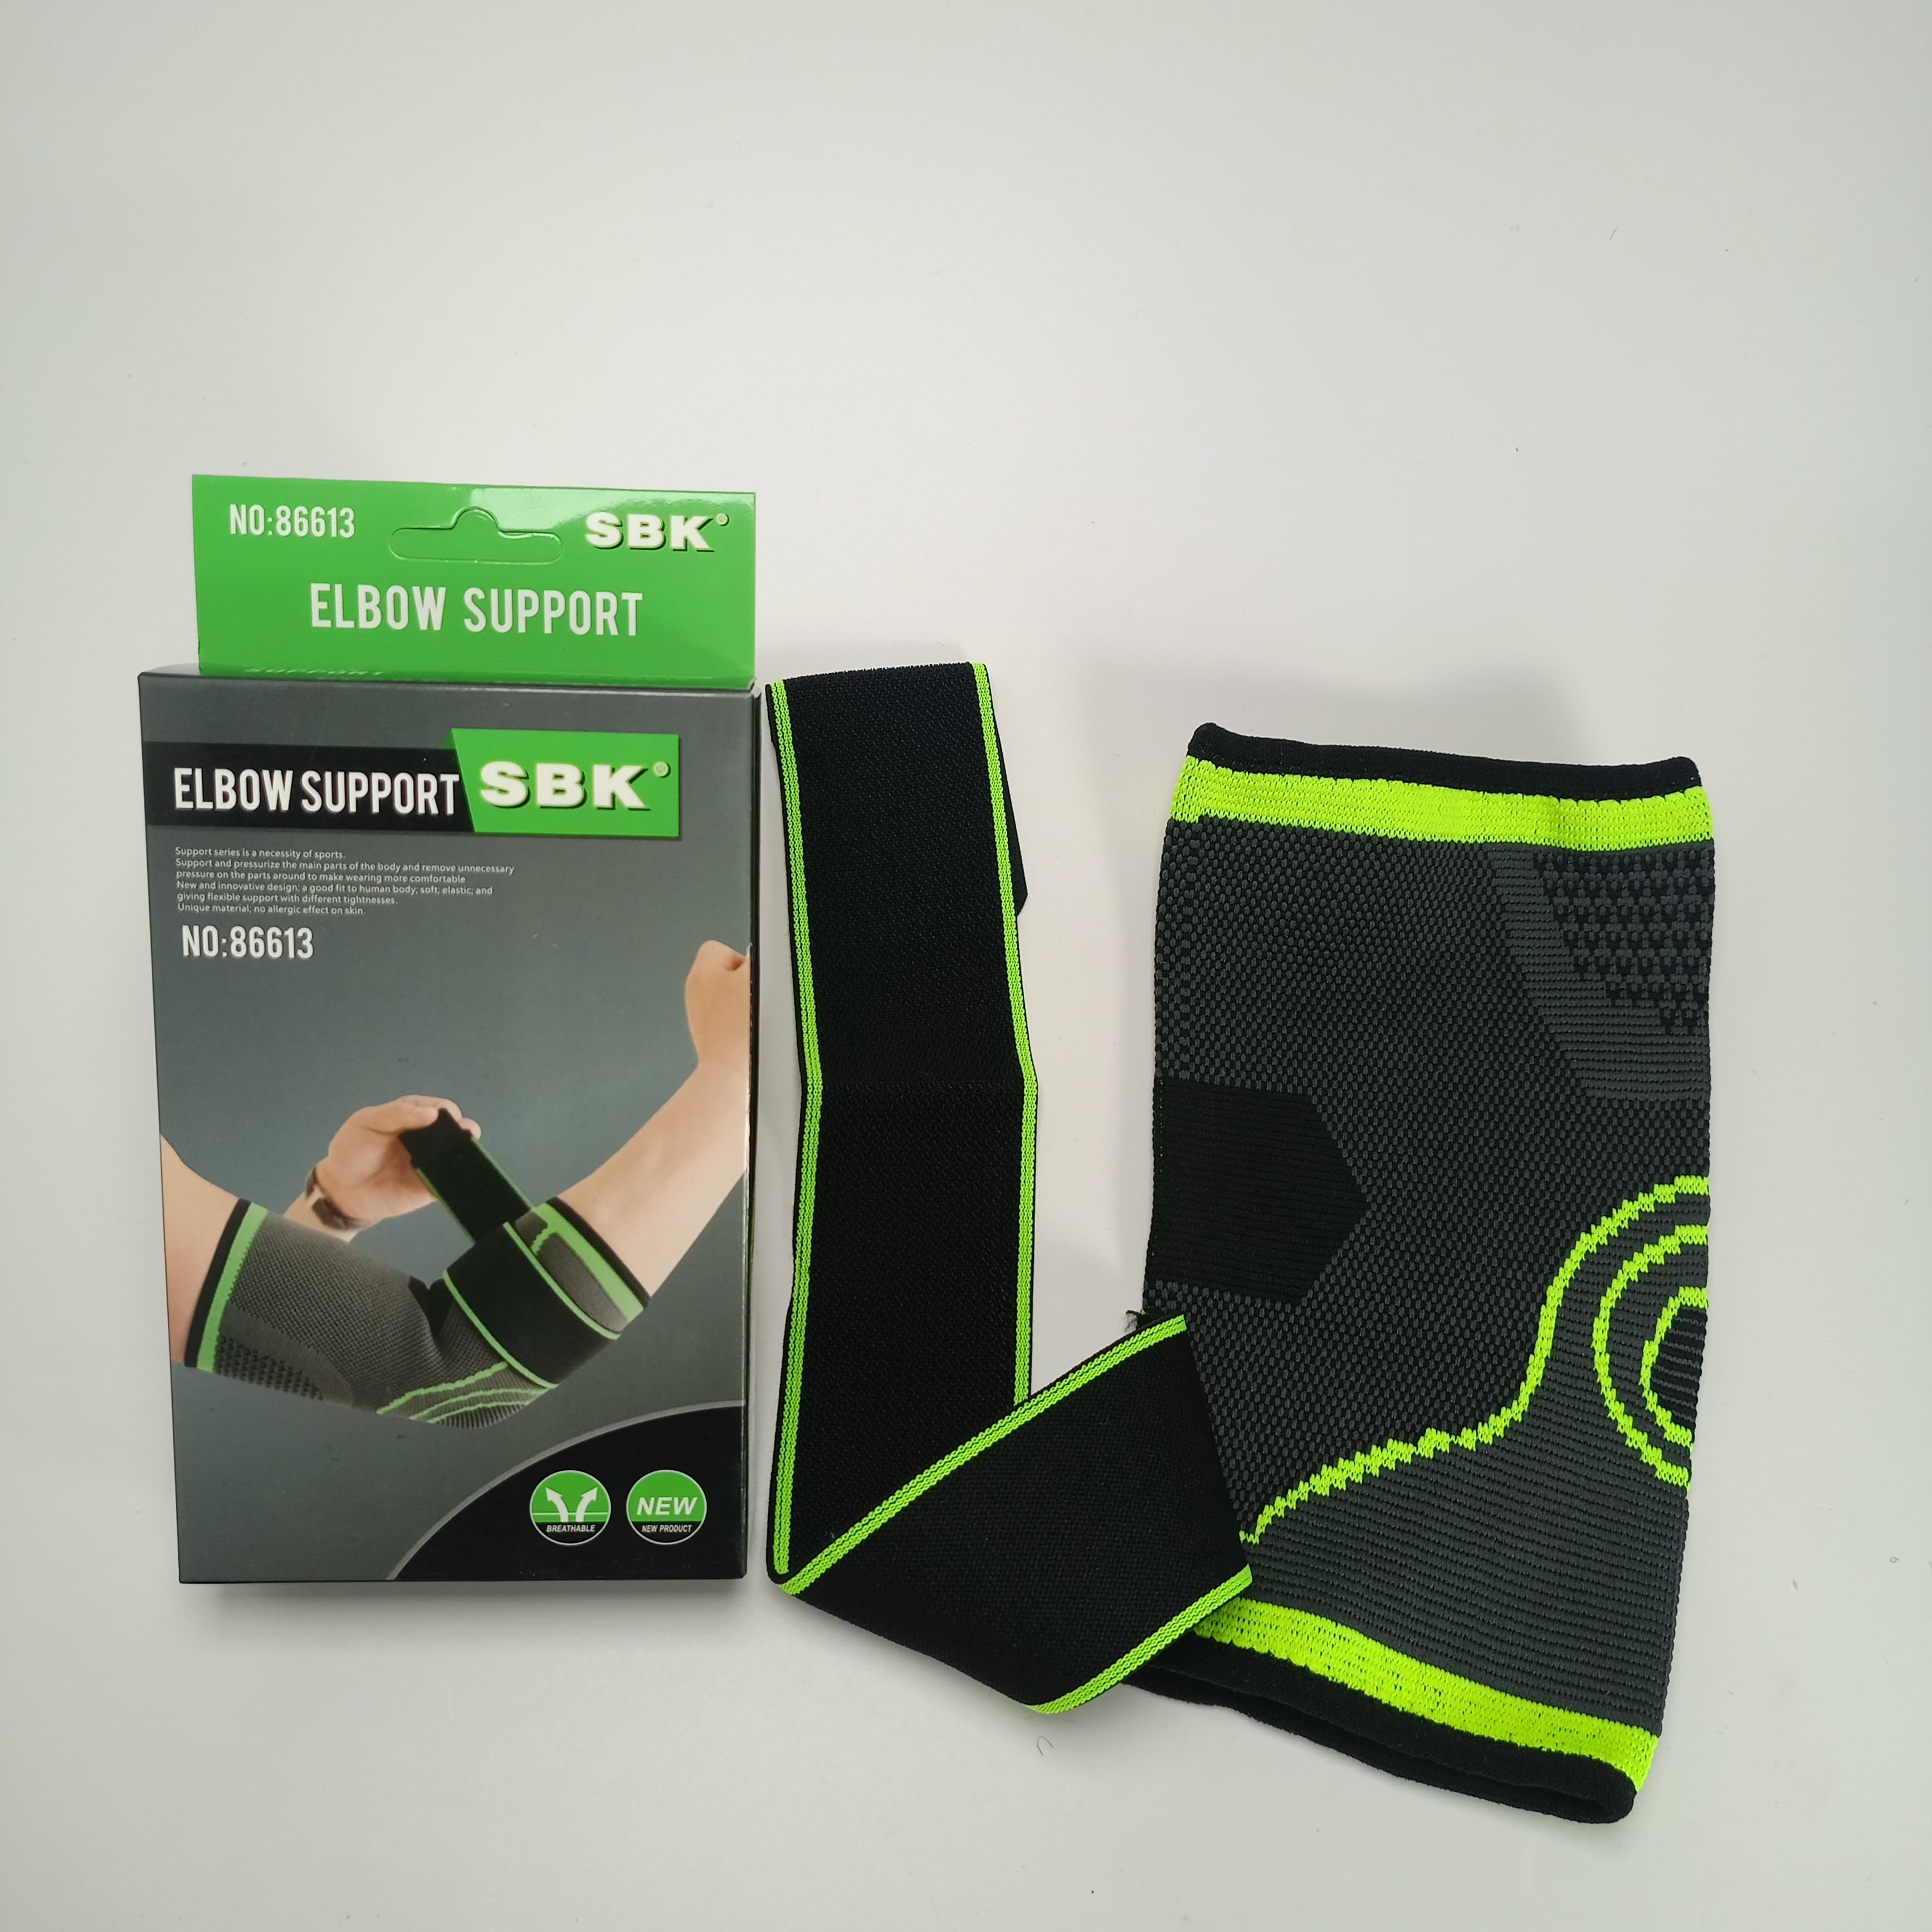 NO:86613
SBK
ELBOW SUPPORT
ELBOW SUPPORT SBK
Support series is a necessity of sports.
Support and pressurize the main parts of the body and remove unnecessary
pressure on the parts around to make wearing more comfortable
New and innovative design; a good fit to human body; soft; elastic; and
giving flexible support with different tightnesses.
Unique material; no allergic effect on skin.
NO:86613
BREATHABLE
NEW
NEW PRODUCT